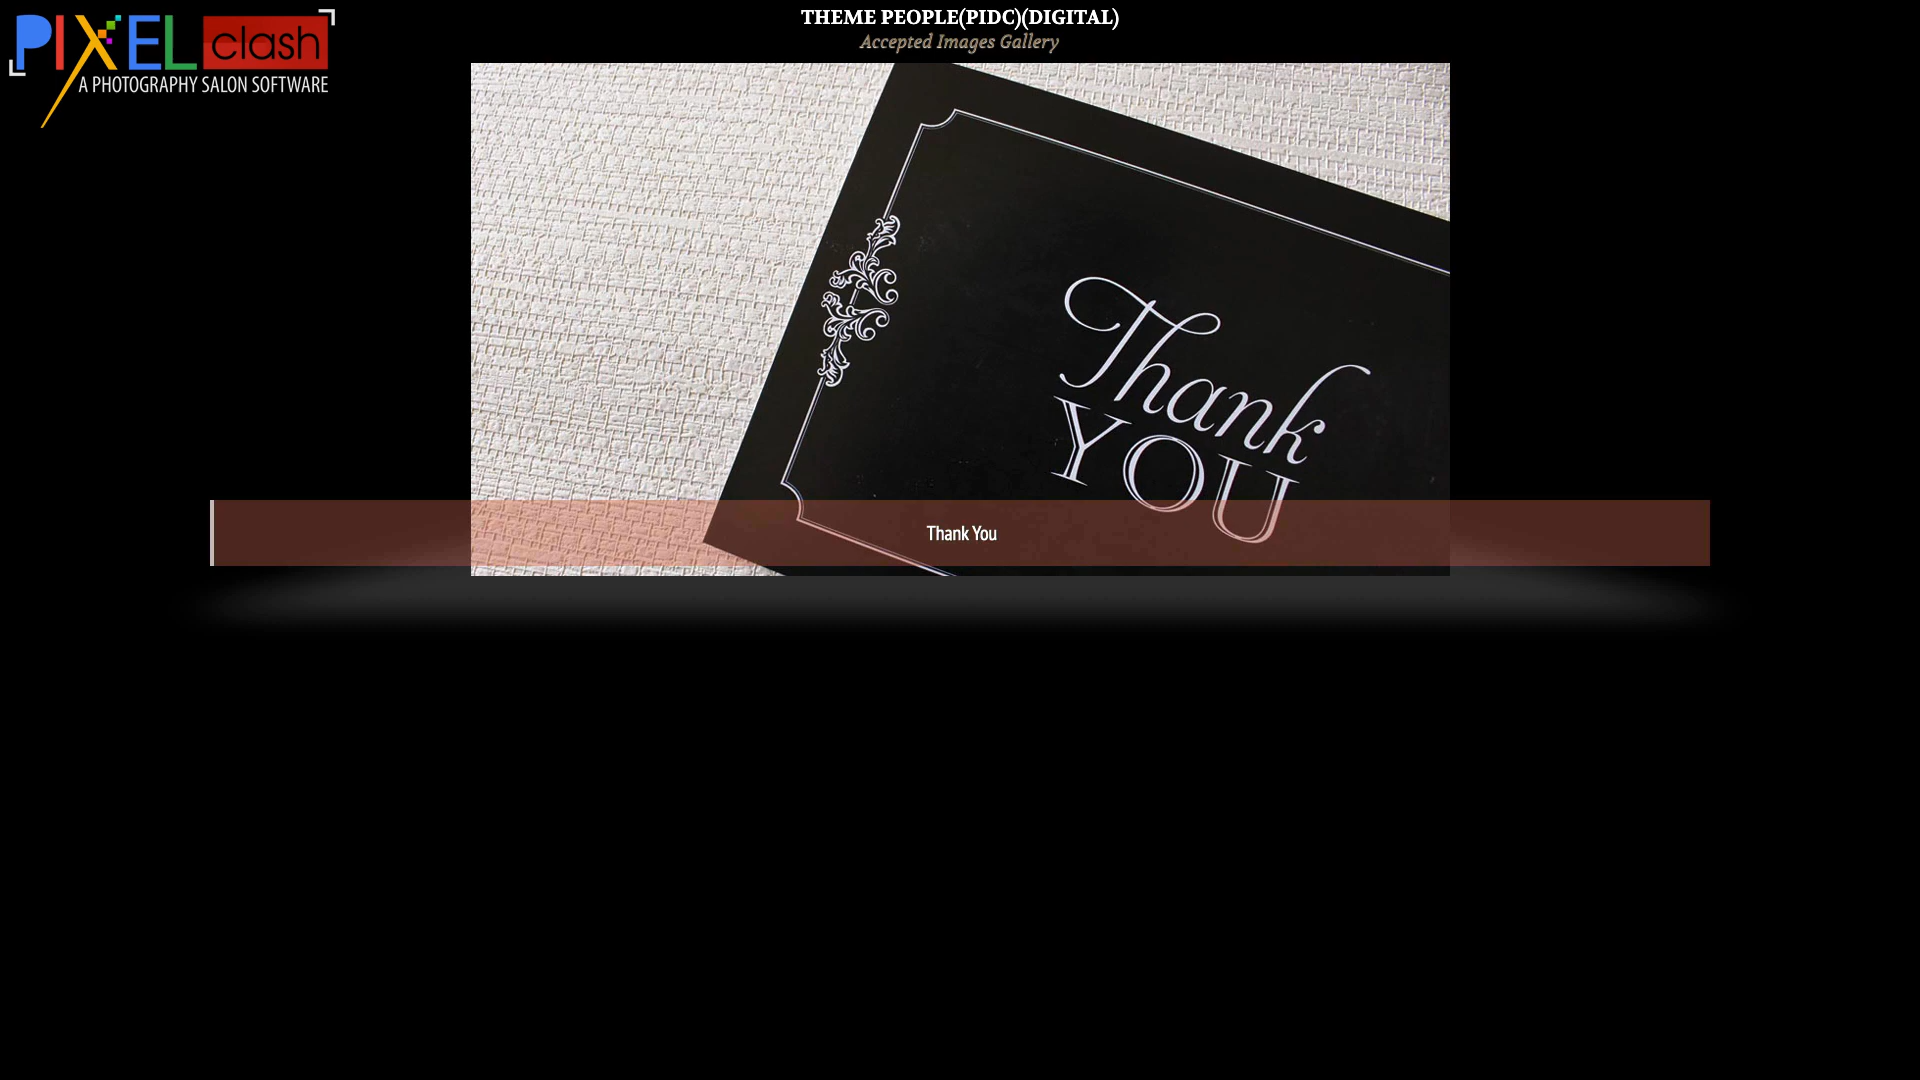 PIXEL clash
A PHOTOGRAPHY SALON SOFTWARE
THEME PEOPLE(PIDC)(DIGITAL)
Accepted Images Gallery
Thank
YOU
Thank You